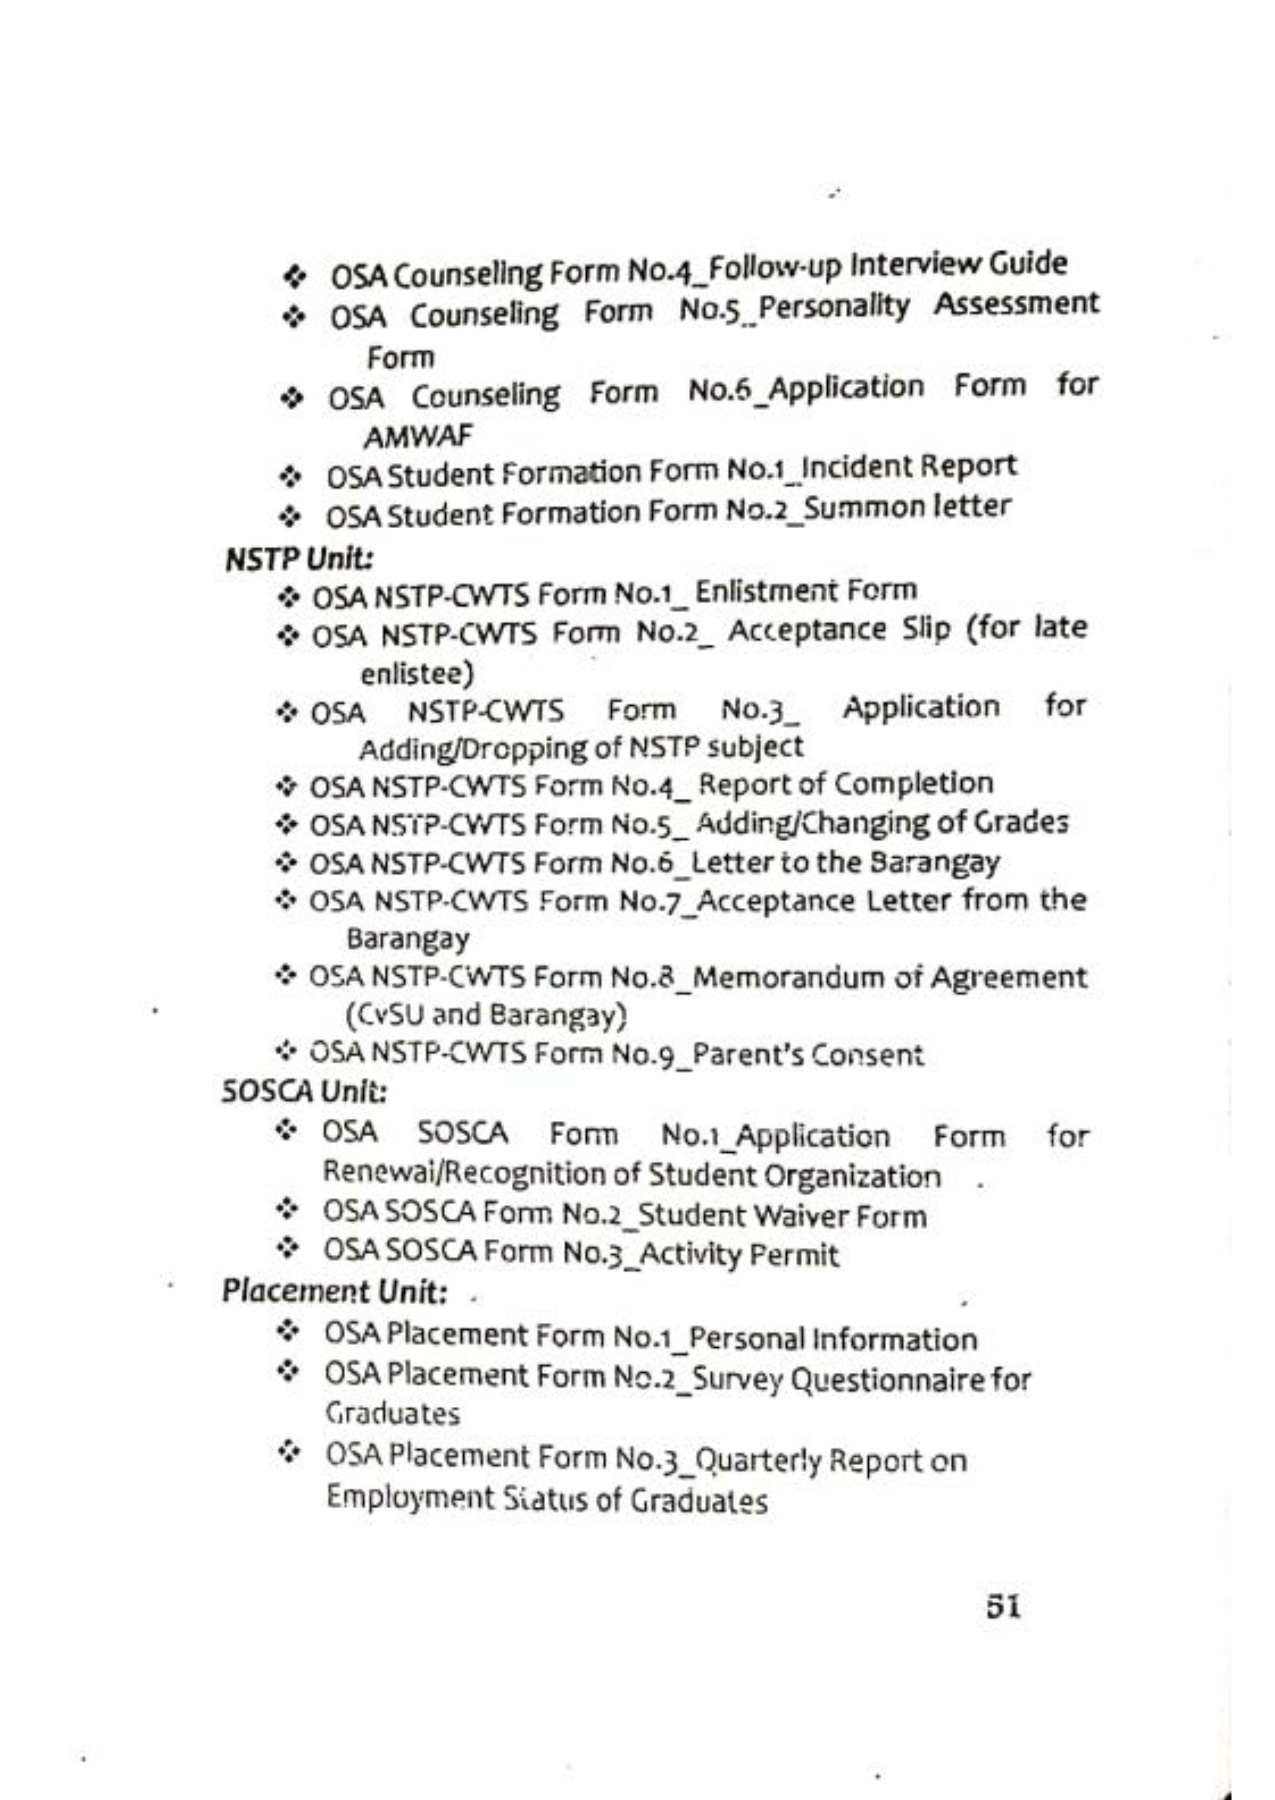 ❖ OSA Counseling Form No.4_Follow-up Interview Guide
❖ OSA Counseling Form No.5_Personality Assessment
Form
❖ OSA Counseling Form No.6_Application Form for
AMWAF
❖ OSA Student Formation Form No.1_Incident Report
❖ OSA Student Formation Form No.2_Summon letter
NSTP Unit:
❖ OSA NSTP-CWTS Form No.1_ Enlistment Form
❖ OSA NSTP-CWTS Form No.2_ Acceptance Slip (for late
enlistee)
❖ OSA NSTP-CWTS Form No.3_ Application for
Adding/Dropping of NSTP subject
❖ OSA NSTP-CWTS Form No.4_ Report of Completion
❖ OSA NSTP-CWTS Form No.5_ Adding/Changing of Grades
❖ OSA NSTP-CWTS Form No.6_Letter to the Barangay
❖ OSA NSTP-CWTS Form No.7_Acceptance Letter from the
Barangay
❖ OSA NSTP-CWTS Form No.8_Memorandum of Agreement
(CvSU and Barangay)
❖ OSA NSTP-CWTS Form No.9_Parent's Consent
SOSCA Unit:
❖ OSA SOSCA Form No.1_Application Form for
Renewal/Recognition of Student Organization
❖ OSA SOSCA Form No.2_Student Waiver Form
❖ OSA SOSCA Form No.3_Activity Permit
Placement Unit:
❖ OSA Placement Form No.1_Personal Information
❖ OSA Placement Form No.2_Survey Questionnaire for
Graduates
❖ OSA Placement Form No.3_Quarterly Report on
Employment Status of Graduates
51